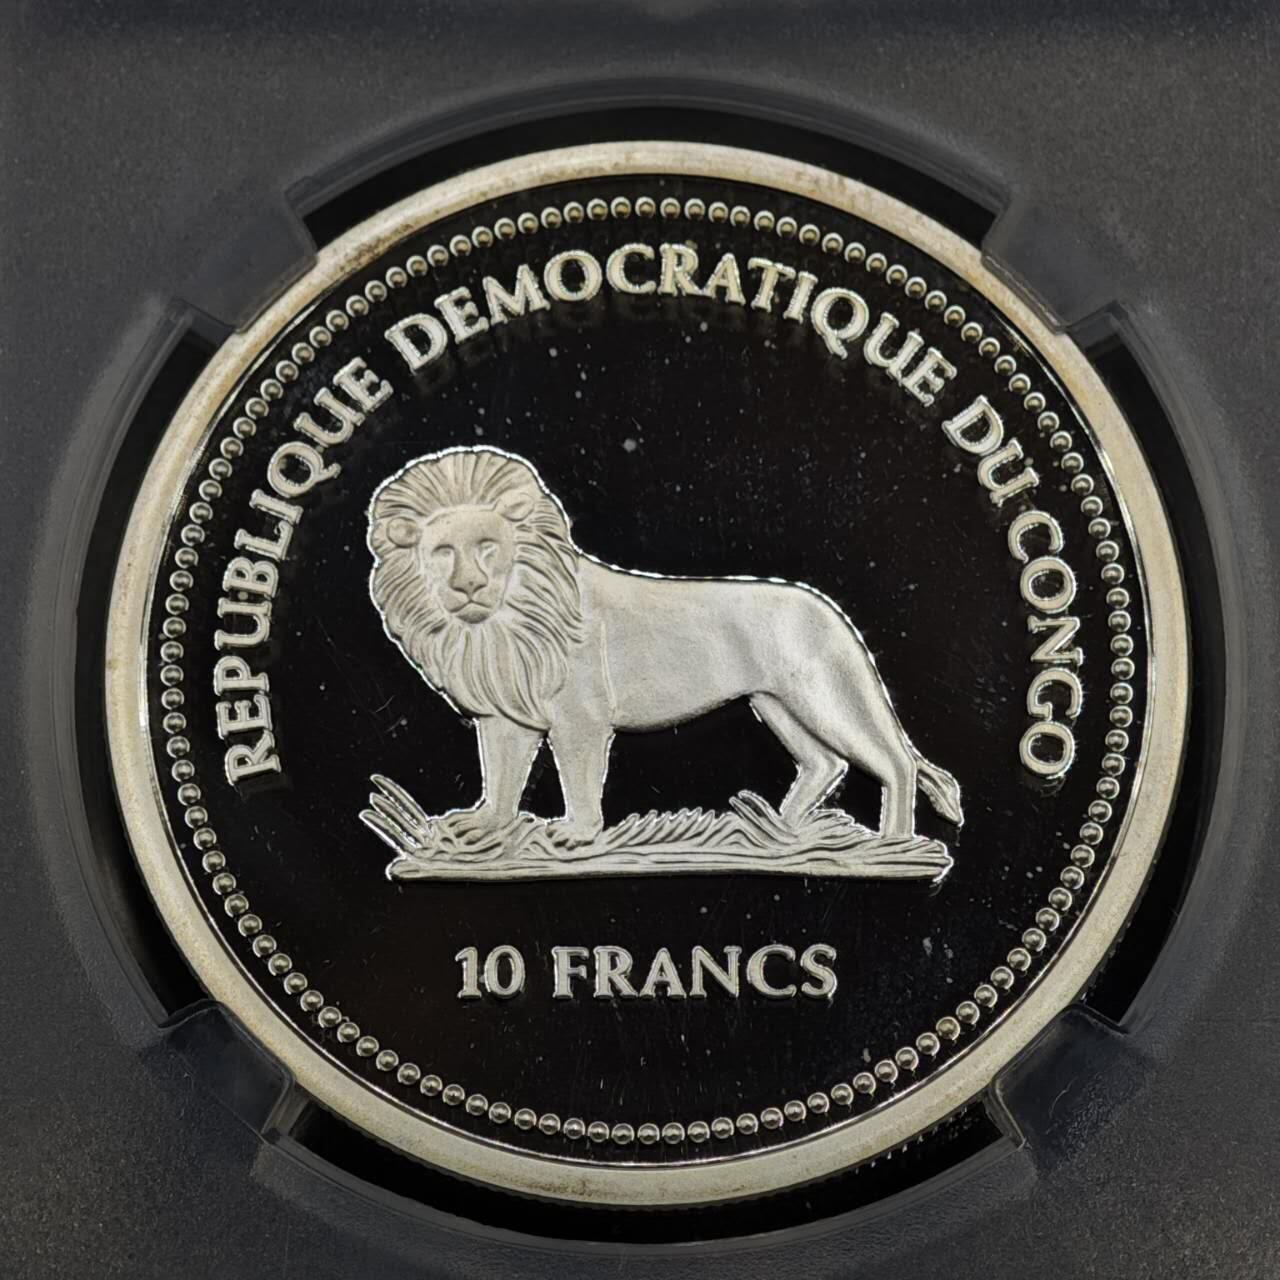 REPUBLIQUE DEMOCRATIQUE DU CONGO
10 FRANCS